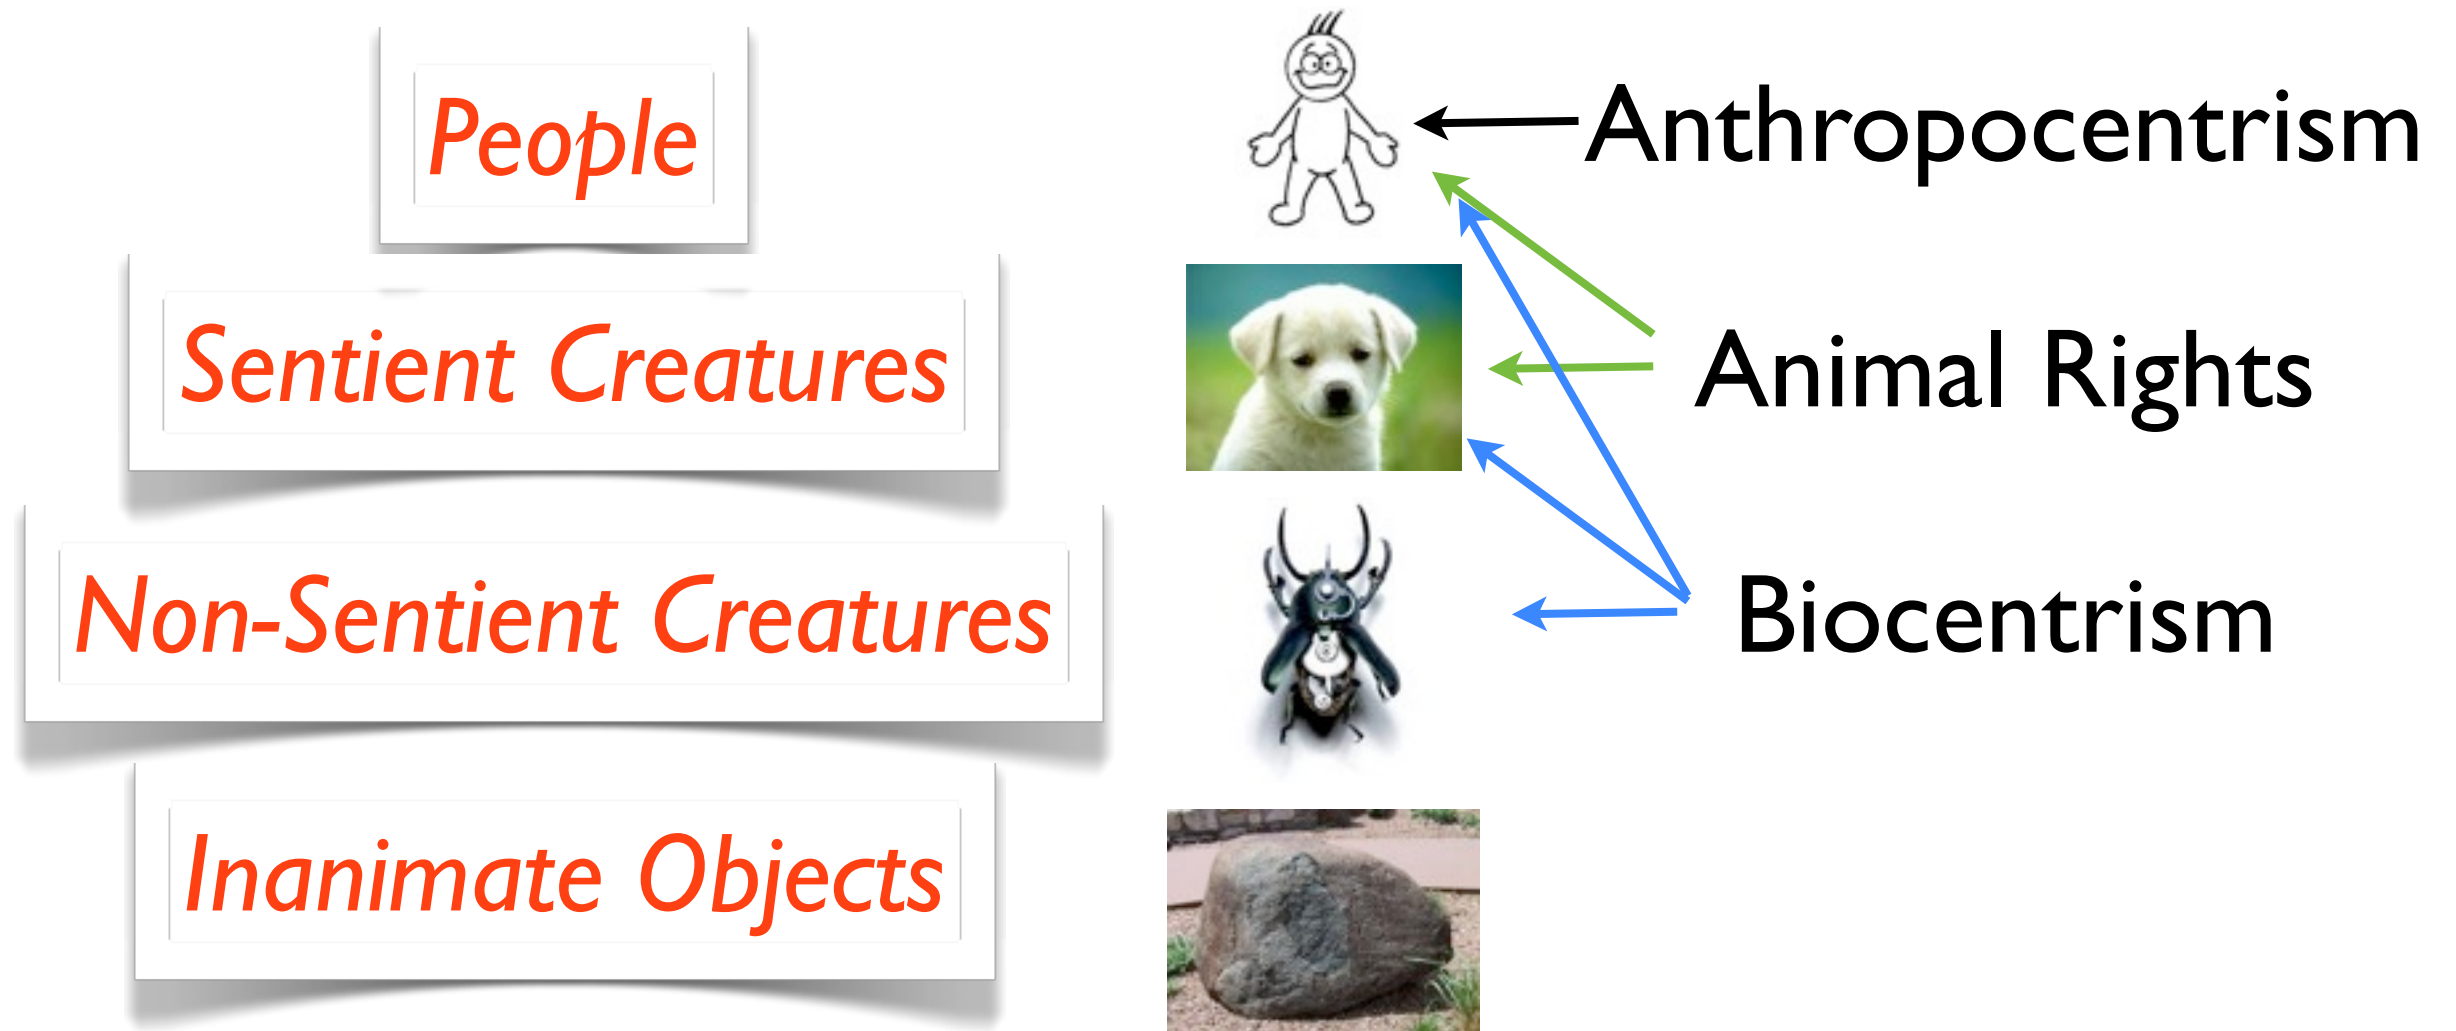 People
Anthropocentrism
Sentient Creatures
Animal Rights
Non-Sentient Creatures
Biocentrism
Inanimate Objects